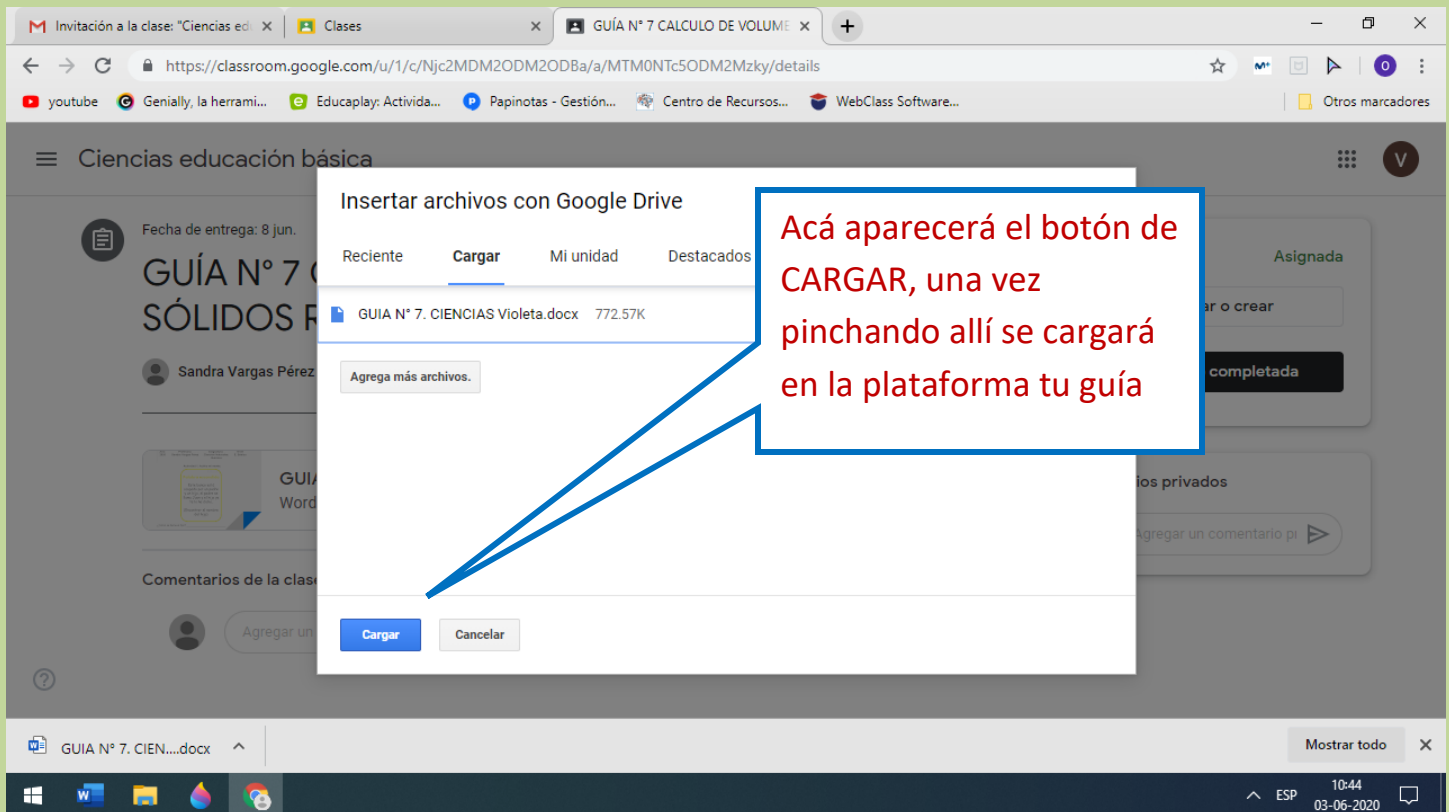 Invitación a la clase: "Ciencias ed
Clases
GUÍA N° 7 CALCULO DE VOLUME
https://classroom.google.com/u/1/c/Njc2MDM2ODM2ODBa/a/MTM0NTc5ODM2Mzky/details
O
youtube
Genially, la herrami...
Educaplay: Activida...
Papinotas - Gestión...
Centro de Recursos...
WebClass Software...
Otros marcadores
Ciencias educación básica
V
Fecha de entrega: 8 jun.
GUÍA N° 7
SÓLIDOS R
Sandra Vargas Pérez
GUI
Word
Comentarios de la clase
Agregar un
Insertar archivos con Google Drive
Reciente
Cargar
Mi unidad
Destacados
GUIA N° 7. CIENCIAS Violeta.docx 772.57K
Agrega más archivos.
Cargar
Cancelar
Acá aparecerá el botón de
CARGAR, una vez
pinchando allí se cargará
en la plataforma tu guía
Asignada
ar o crear
completada
ios privados
Agregar un comentario pi
GUIA N° 7. CIEN....docx
Mostrar todo
ESP
10:44
03-06-2020